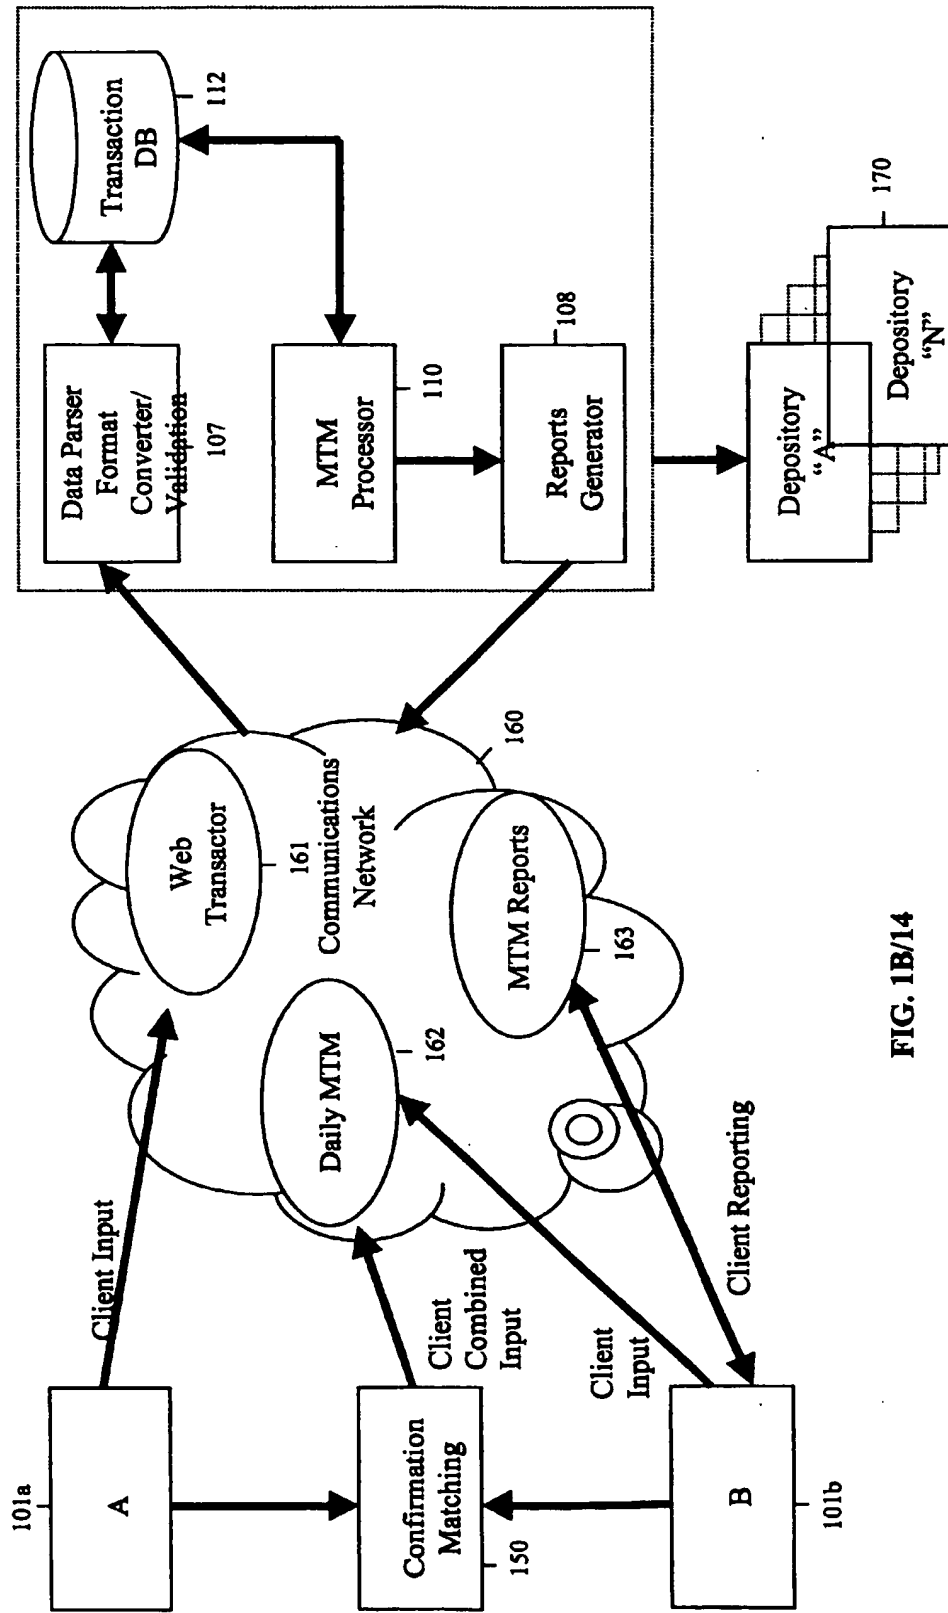 101a
A
Client Input
Confirmation
Matching
150
Client
Combined
Input
Client
Input
B
101b
Client Reporting
Web
Transactor
161
Communications
Network
160
Daily MTM
162
MTM Reports
163
Data Parser
Format
Converter/
Validation
107
Transaction
DB
112
MTM
Processor
110
Reports
Generator
108
Depository
“A”
Depository
“N”
170
FIG. 1B/14